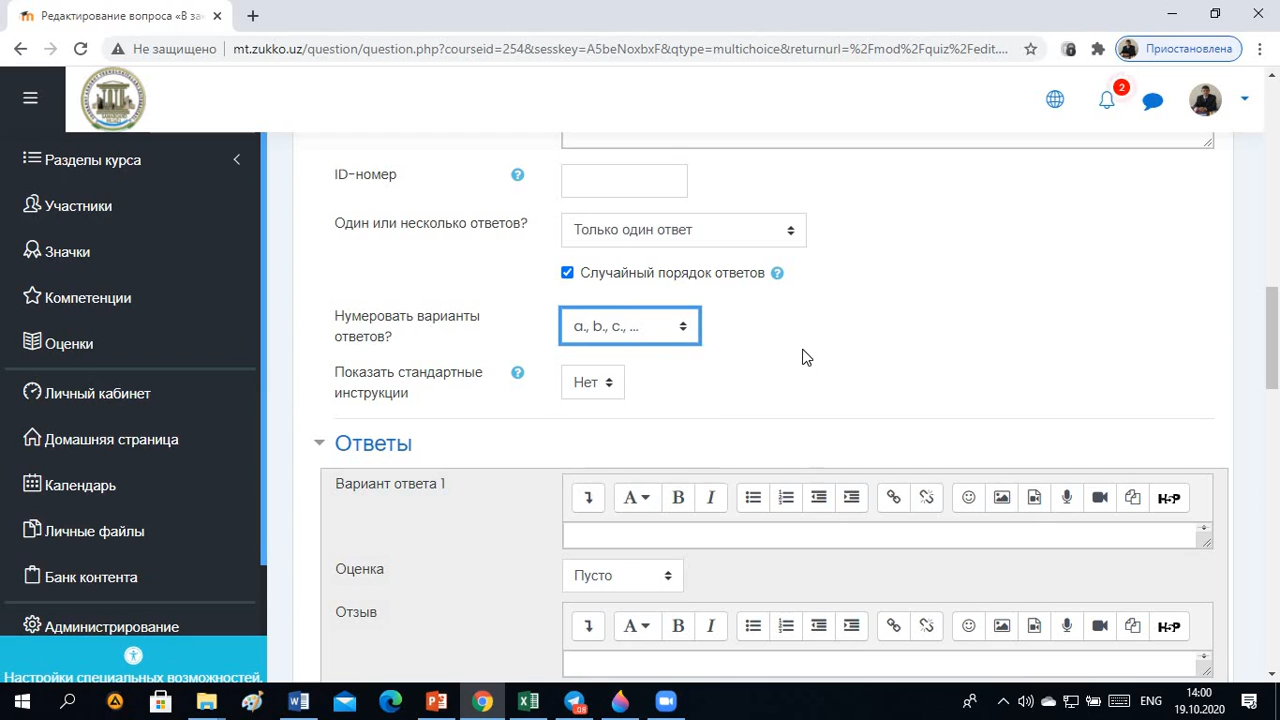 Редактирование вопроса «В за
Не защищено
mt.zukko.uz/question/question.php?courseid=254&sesskey=A5beNoxbxF&qtype=multichoice&returnurl=%2Fmod%2Fquiz%2Fedit....
Приостановлена
2
Разделы курса
Участники
Значки
Компетенции
Оценки
Личный кабинет
Домашняя страница
Календарь
Личные файлы
Банк контента
Администрирование
Настройки специальных возможностей.
ID-номер
Один или несколько ответов?
Только один ответ
Случайный порядок ответов
Нумеровать варианты
ответов?
a., b., c., ...
Показать стандартные
инструкции
Нет
Ответы
Вариант ответа 1
A B I
H5P
Оценка
Пусто
Отзыв
A B I
H5P
ENG
14:00
19.10.2020